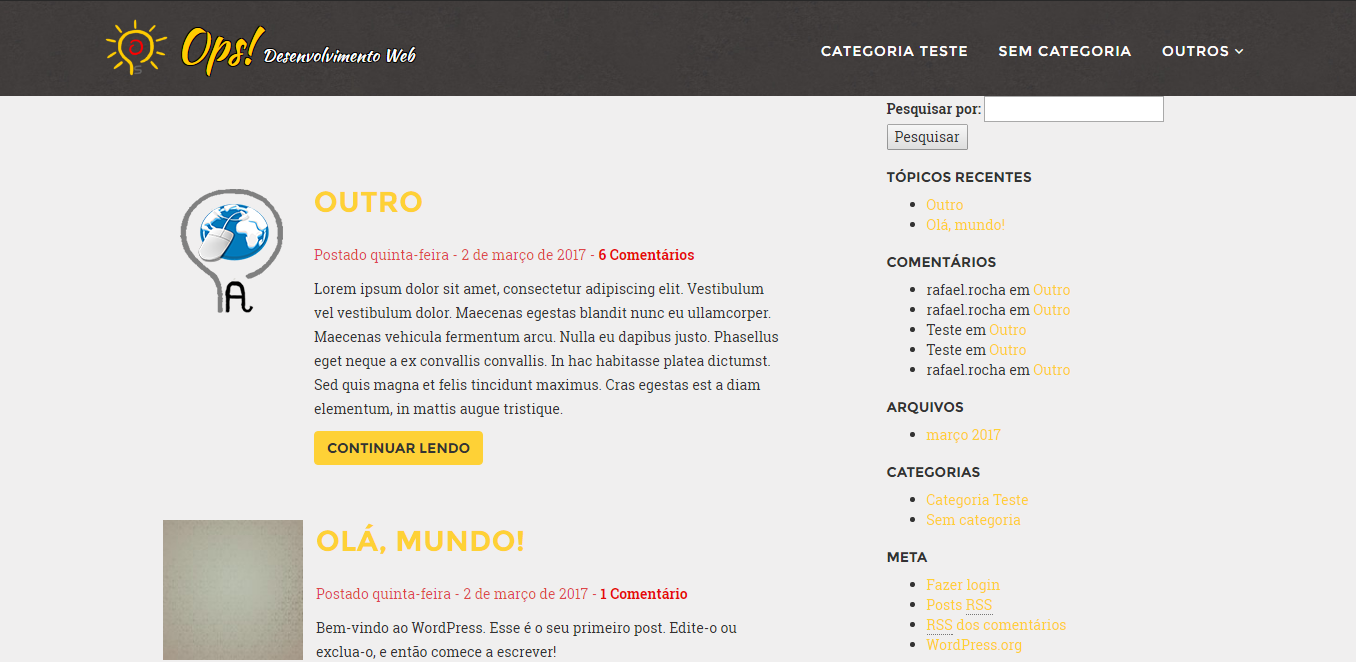 Ops! Desenvolvimento Web
CATEGORIA TESTE SEM CATEGORIA OUTROS
OUTRO
Postado quinta-feira - 2 de março de 2017 - 6 Comentários
Lorem ipsum dolor sit amet, consectetur adipiscing elit. Vestibulum
vel vestibulum dolor. Maecenas egestas blandit nunc eu ullamcorper.
Maecenas vehicula fermentum arcu. Nulla eu dapibus justo. Phasellus
eget neque a ex convallis convallis. In hac habitasse platea dictumst.
Sed quis magna et felis tincidunt maximus. Cras egestas est a diam
elementum, in mattis augue tristique.
CONTINUAR LENDO
OLÁ, MUNDO!
Postado quinta-feira - 2 de março de 2017 - 1 Comentário
Bem-vindo ao WordPress. Esse é o seu primeiro post. Edite-o ou
exclua-o, e então comece a escrever!
Pesquisar por:
Pesquisar
TÓPICOS RECENTES
Outro
Olá, mundo!
COMENTÁRIOS
rafael.rocha em Outro
rafael.rocha em Outro
Teste em Outro
Teste em Outro
rafael.rocha em Outro
ARQUIVOS
março 2017
CATEGORIAS
Categoria Teste
Sem categoria
META
Fazer login
Posts RSS
RSS dos comentários
WordPress.org